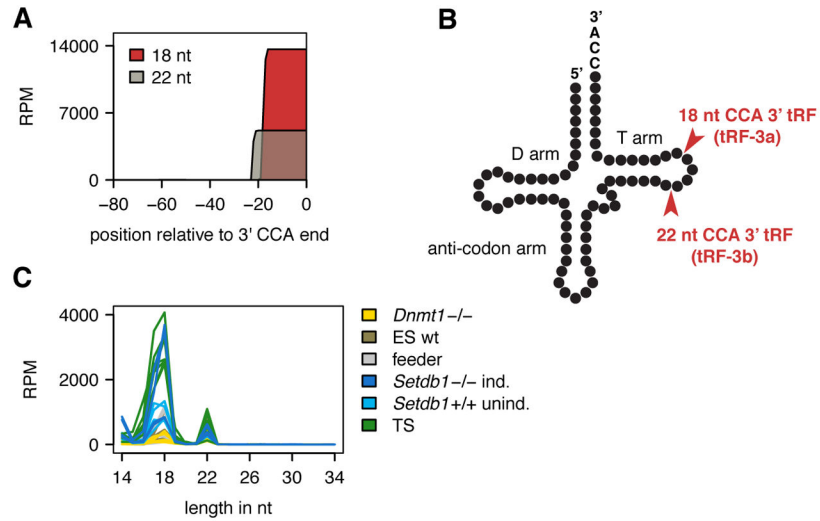 A
RPM
14000
7000
0
18 nt
22 nt
−80 −60 −40 −20 0
position relative to 3' CCA end
B
3’
A
C
C
5’
D arm
T arm
anti-codon arm
18 nt CCA 3’ tRF
(tRF-3a)
22 nt CCA 3’ tRF
(tRF-3b)
C
RPM
4000
2000
0
14 18 22 26 30 34
length in nt
Dnmt1−/−
ES wt
feeder
Setdb1−/− ind.
Setdb1+/+ unind.
TS